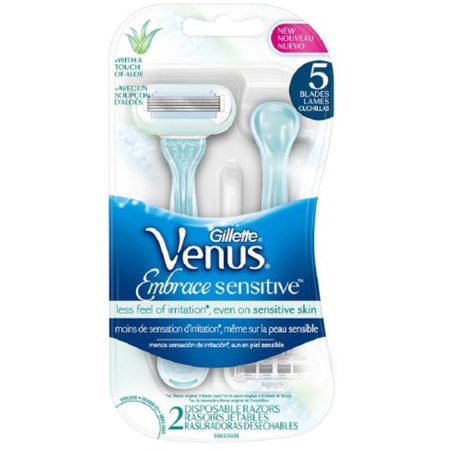 +WITH A
TOUCH
OF ALOE
+AVEC UN
SOUPÇON
D'ALOÈS
NEW
NOUVEAU
NUEVO
5
BLADES
LAMES
CUCHILLAS
Gillette
Venus
Embrace sensitive™
less feel of irritation*, even on sensitive skin
moins de sensation d'irritation*, même sur la peau sensible
menos sensación de irritación*, aun en piel sensible
2 DISPOSABLE RAZORS
RASOIRS JETABLES
RASURADORAS DESECHABLES